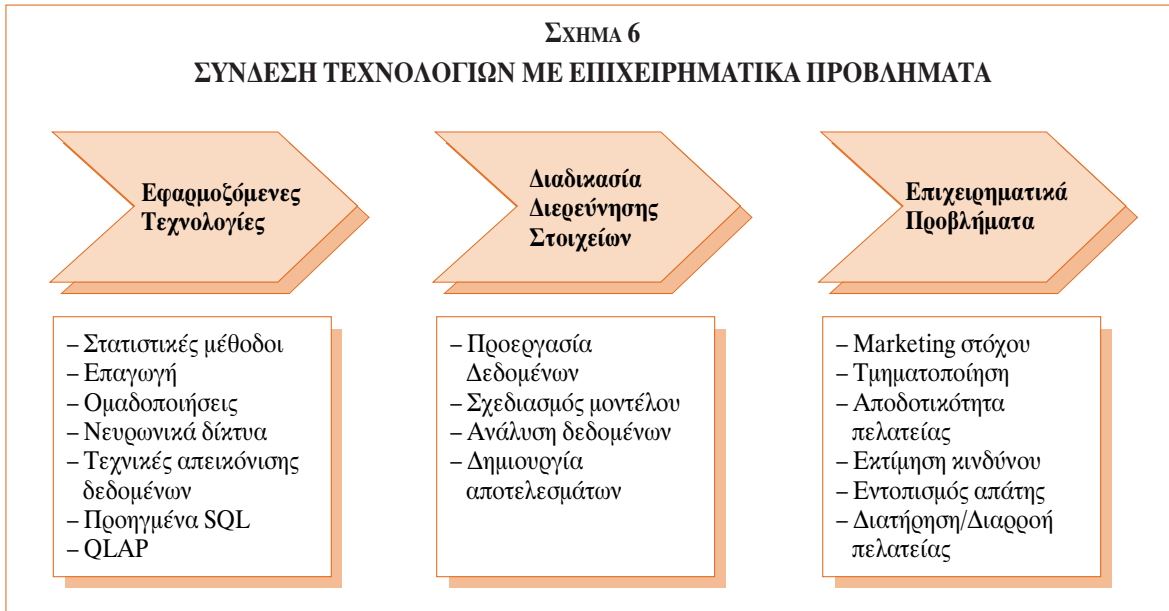 ΣΧΗΜΑ 6
ΣΥΝΔΕΣΗ ΤΕΧΝΟΛΟΓΙΩΝ ΜΕ ΕΠΙΧΕΙΡΗΜΑΤΙΚΑ ΠΡΟΒΛΗΜΑΤΑ
Εφαρμοζόμενες
Τεχνολογίες
Διαδικασία
Διερεύνησης
Στοιχείων
Επιχειρηματικά
Προβλήματα
– Στατιστικές μέθοδοι
– Επαγωγή
– Ομαδοποιήσεις
– Νευρωνικά δίκτυα
– Τεχνικές απεικόνισης
δεδομένων
– Προηγμένα SQL
– QLAP
– Προεργασία
Δεδομένων
– Σχεδιασμός μοντέλου
– Ανάλυση δεδομένων
– Δημιουργία
αποτελεσμάτων
– Marketing στόχου
– Τμηματοποίηση
– Αποδοτικότητα
πελατείας
– Εκτίμηση κινδύνου
– Εντοπισμός απάτης
– Διατήρηση/Διαρροή
πελατείας